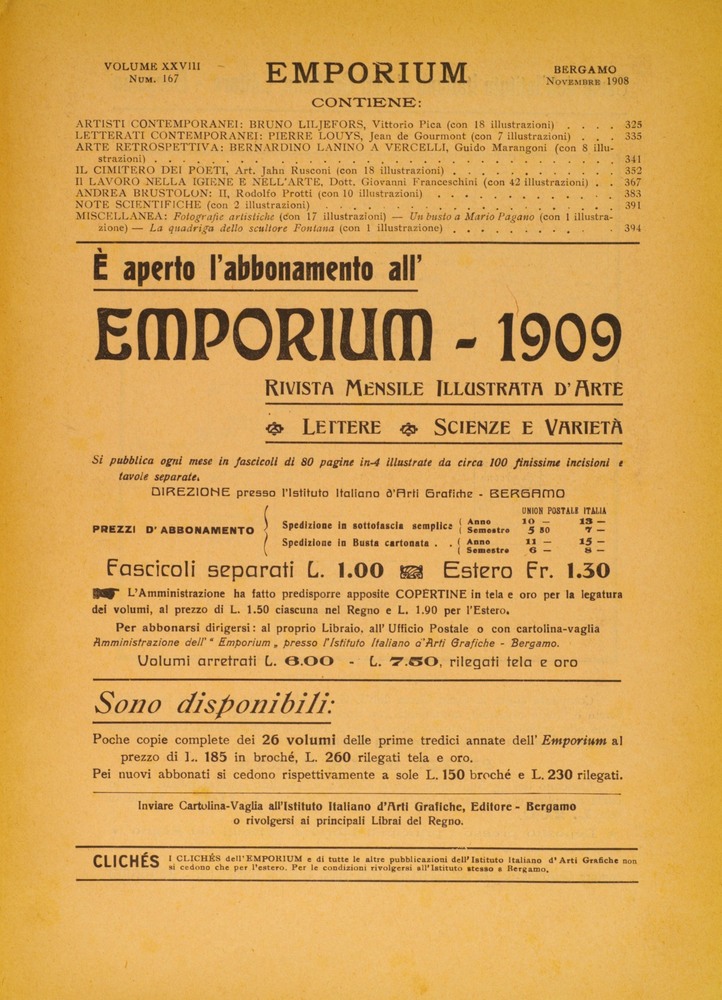 VOLUME XXVIII
NUM. 167
EMPORIUM
BERGAMO
NOVEMBRE 1908
CONTIENE:
ARTISTI CONTEMPORANEI: BRUNO LILJEFORS, Vittorio Pica (con 18 illustrazioni) . . . . 325
LETTERATI CONTEMPORANEI: PIERRE LOUYS, Jean de Gourmont (con 7 illustrazioni) . . . 335
ARTE RETROSPETTIVA: BERNARDINO LANINO A VERCELLI, Guido Marangoni (con 8 illu-
strazioni) . . . . . . . . . . . . . . . . . . . . 341
IL CIMITERO DEI POETI, Art. Jahn Rusconi (con 18 illustrazioni) . . . . . . . . 352
Il LAVORO NELLA IGIENE E NELL'ARTE, Dott. Giovanni Franceschini (con 42 illustrazioni) . . 367
ANDREA BRUSTOLON: II, Rodolfo Protti (con 10 illustrazioni) . . . . . . . . . 383
NOTE SCIENTIFICHE (con 2 illustrazioni) . . . . . . . . . . . . . 391
MISCELLANEA: Fotografie artistiche (con 17 illustrazioni) — Un busto a Mario Pagano (con 1 illustra-
zione) — La quadriga dello scultore Fontana (con 1 illustrazione) . . . . . . . . . 394
È aperto l'abbonamento all'
EMPORIUM - 1909
RIVISTA MENSILE ILLUSTRATA D'ARTE
LETTERE SCIENZE E VARIETÀ
Si pubblica ogni mese in fascicoli di 80 pagine in-4 illustrate da circa 100 finissime incisioni e
tavole separate.
DIREZIONE presso l'Istituto Italiano d'Arti Grafiche - BERGAMO
UNION POSTALE ITALIA
PREZZI D'ABBONAMENTO
Spedizione in sottofascia semplice Anno 10 — 13 —
Semestre 5 50 7 —
Spedizione in Busta cartonata . . Anno 11 — 15 —
Semestre 6 — 8 —
Fascicoli separati L. 1.00 Estero Fr. 1.30
L'Amministrazione ha fatto predisporre apposite COPERTINE in tela e oro per la legatura
dei volumi, al prezzo di L. 1.50 ciascuna nel Regno e L. 1.90 per l'Estero.
Per abbonarsi dirigersi: al proprio Libraio, all' Ufficio Postale o con cartolina-vaglia
Amministrazione dell' " Emporium „ presso l'Istituto Italiano d'Arti Grafiche - Bergamo.
Volumi arretrati L. 6.00 - L. 7.50, rilegati tela e oro
Sono disponibili:
Poche copie complete dei 26 volumi delle prime tredici annate dell' Emporium al
prezzo di L. 185 in broché, L. 260 rilegati tela e oro.
Pei nuovi abbonati si cedono rispettivamente a sole L. 150 broché e L. 230 rilegati.
Inviare Cartolina-Vaglia all'Istituto Italiano d'Arti Grafiche, Editore - Bergamo
o rivolgersi ai principali Librai del Regno.
CLICHÉS I CLICHÉS dell'EMPORIUM e di tutte le altre pubblicazioni dell'Istituto Italiano d'Arti Grafiche non
si cedono che per l'estero. Per le condizioni rivolgersi all'Istituto stesso a Bergamo.